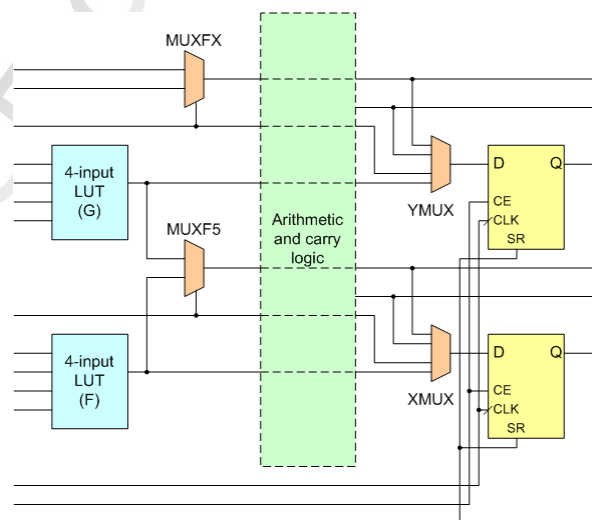 MUXFX
4-input
LUT
(G)
D
Q
CE
CLK
SR
YMUX
MUXF5
Arithmetic
and carry
logic
4-input
LUT
(F)
D
Q
CE
CLK
SR
XMUX